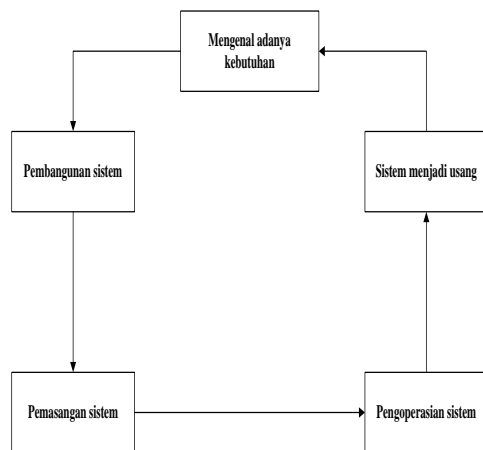 Mengenal adanya
kebutuhan
Pembangunan sistem
Sistem menjadi usang
Pemasangan sistem
Pengoperasian sistem